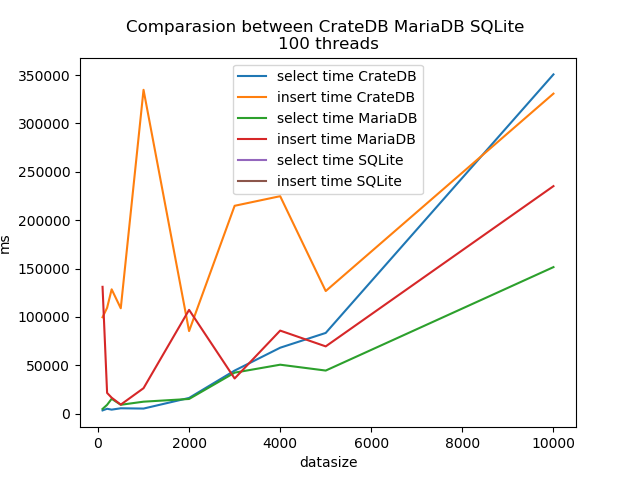 Comparasion between CrateDB MariaDB SQLite
100 threads
select time CrateDB
insert time CrateDB
select time MariaDB
insert time MariaDB
select time SQLite
insert time SQLite
350000
300000
250000
200000
150000
100000
50000
0
ms
0 2000 4000 6000 8000 10000
datasize